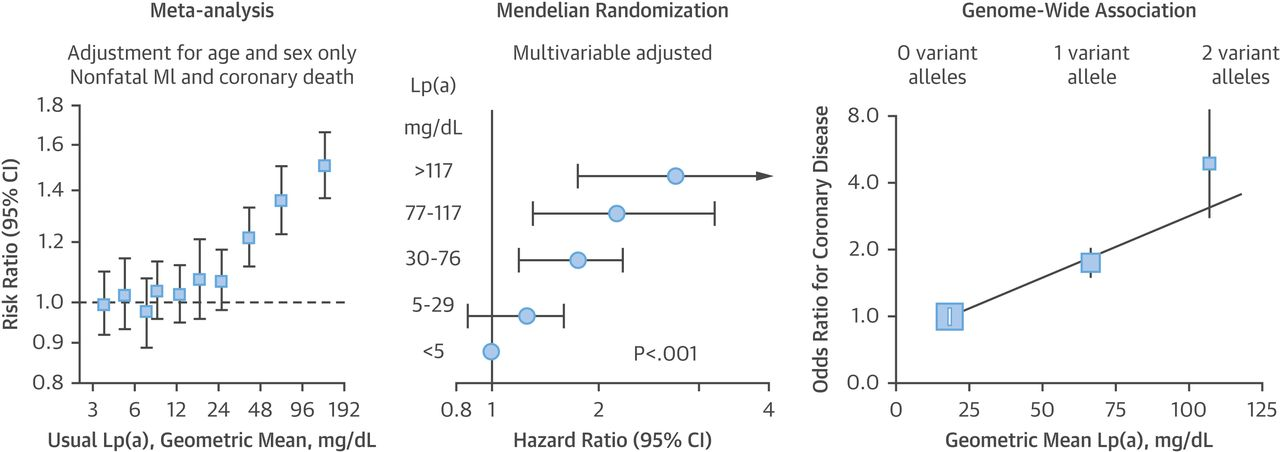 Meta-analysis
Adjustment for age and sex only
Nonfatal MI and coronary death
Risk Ratio (95% CI)
1.8
1.6
1.4
1.2
1.0
0.9
0.8
3 6 12 24 48 96 192
Usual Lp(a), Geometric Mean, mg/dL
Mendelian Randomization
Multivariable adjusted
Lp(a)
mg/dL
>117
77-117
30-76
5-29
<5
P<.001
0.8 1 2 4
Hazard Ratio (95% CI)
Genome-Wide Association
0 variant
alleles
1 variant
allele
2 variant
alleles
Odds Ratio for Coronary Disease
8.0
4.0
2.0
1.0
0.0
0 25 50 75 100 125
Geometric Mean Lp(a), mg/dL